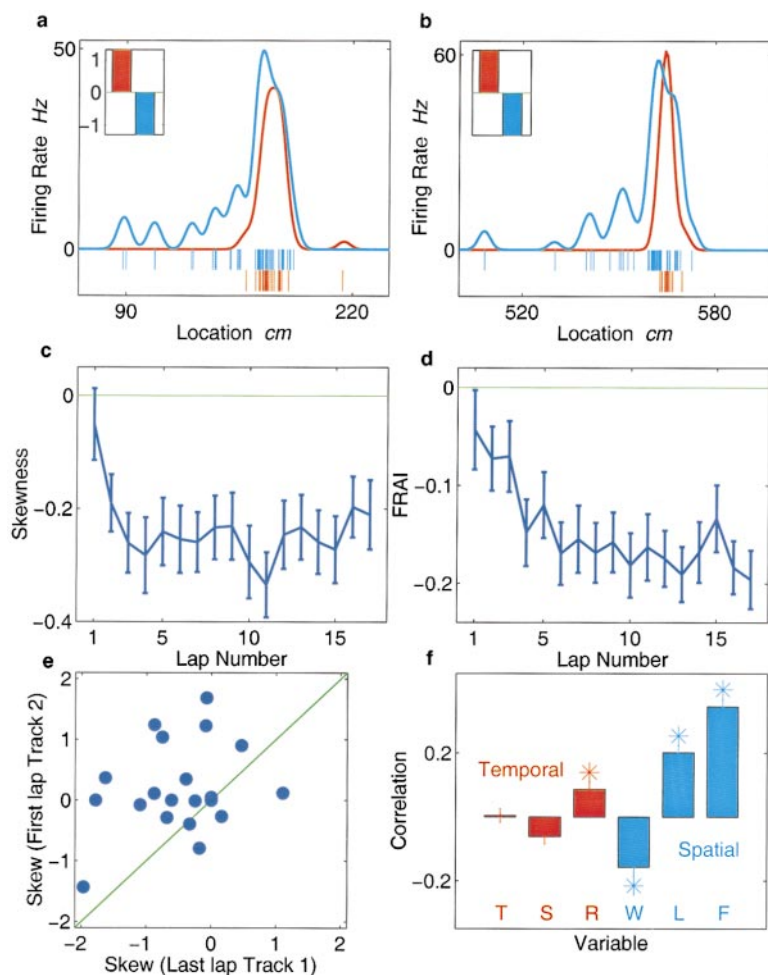 a
50
Firing Rate Hz
0
1
0
−1
90
220
Location cm
b
60
Firing Rate Hz
0
520
580
Location cm
c
0
Skewness
−0.2
−0.4
1
5
10
15
Lap Number
d
0
FRAI
−0.1
−0.2
1
5
10
15
Lap Number
e
2
1
0
−1
−2
Skew (First lap Track 2)
−2
−1
0
1
2
Skew (Last lap Track 1)
f
Correlation
0.2
−0.2
Temporal
Spatial
T S R W L F
Variable